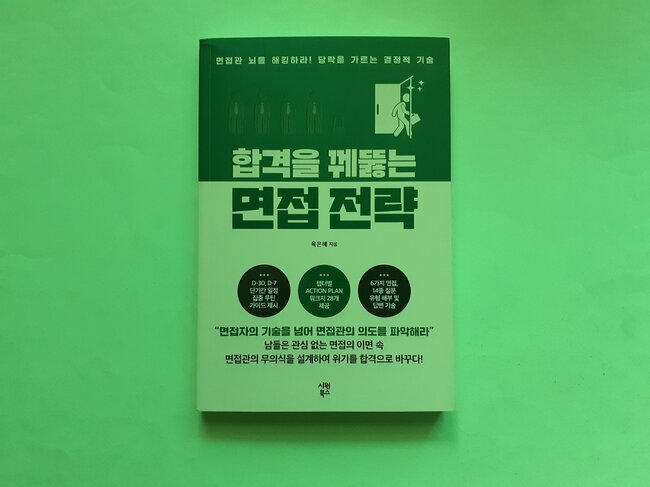 면접관 뇌를 해킹하라! 당락을 가르는 결정적 기술
합격을 꿰뚫는
면접 전략
육은혜 지음
D-30, D-7
단기간 일정
집중 루틴
가이드 제시
챕터별
ACTION PLAN
워크지 28개
제공
6가지 면접,
14종 질문
유형 해부 및
답변 기술
“면접자의 기술을 넘어 면접관의 의도를 파악해라”
남들은 관심 없는 면접의 이면 속
면접관의 무의식을 설계하여 위기를 합격으로 바꾸다!
시원
북스